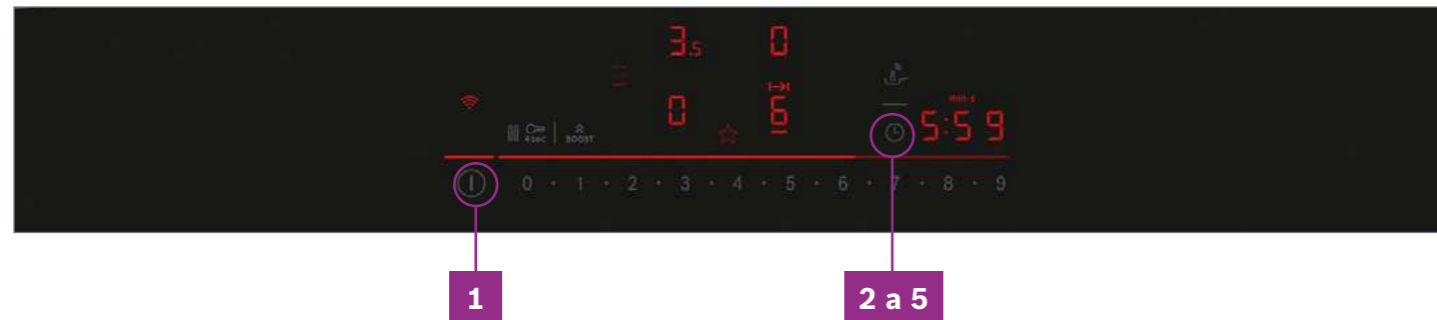 3.5 0
0 6
min s
5:59
4 sec BOOST
0 · 1 · 2 · 3 · 4 · 5 · 6 · 7 · 8 · 9
1 2 a 5